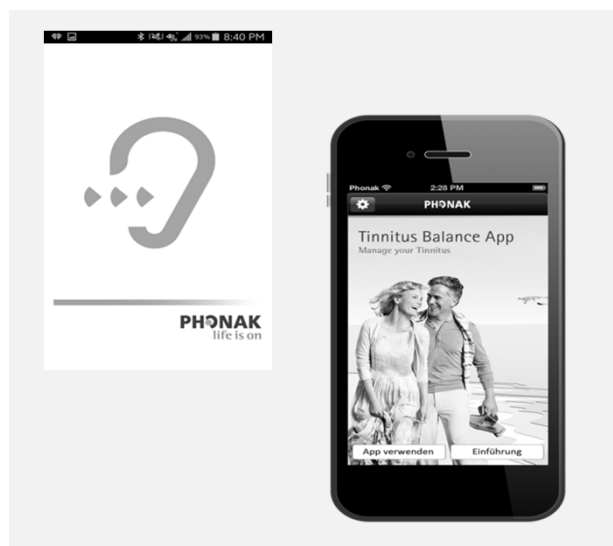 93% 8:40 PM
PHONAK
life is on
Phonak 2:28 PM
PHONAK
Tinnitus Balance App
Manage your Tinnitus
App verwenden Einführung